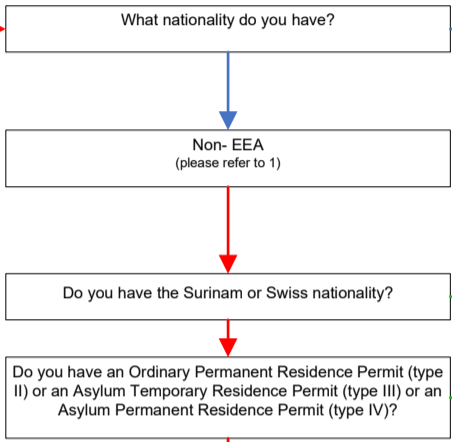 What nationality do you have?
Non- EEA
(please refer to 1)
Do you have the Surinam or Swiss nationality?
Do you have an Ordinary Permanent Residence Permit (type
II) or an Asylum Temporary Residence Permit (type III) or an
Asylum Permanent Residence Permit (type IV)?